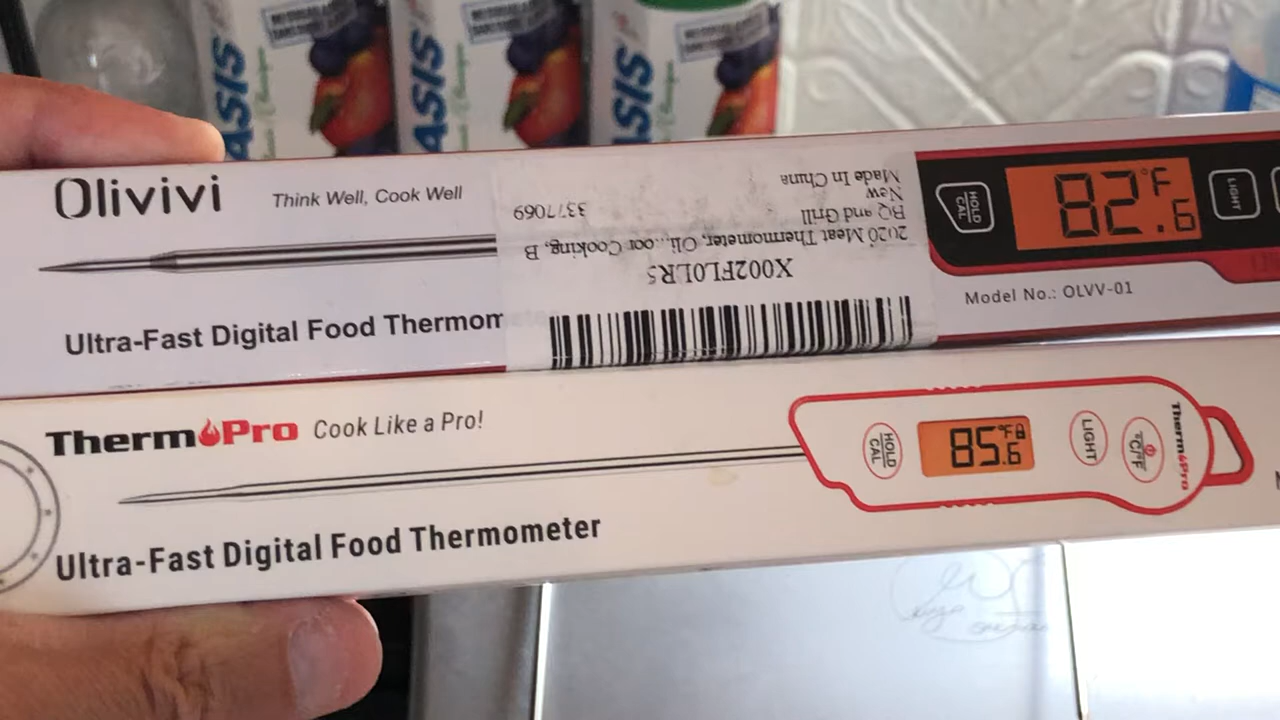 ASIS
ASIS
ASIS
Olivivi
Think Well, Cook Well
Ultra-Fast Digital Food Thermom
X002FL0LR5
2020 Meat Thermometer, Oli...oor Cooking, B
BQ and Grill
New
Made In China
3377069
HOLD
CAL
82.6°F
LIGHT
Model No.: OLVV-01
ThermoPro
Cook Like a Pro!
Ultra-Fast Digital Food Thermometer
HOLD
CAL
85.6°F
LIGHT
°C/°F
ThermoPro